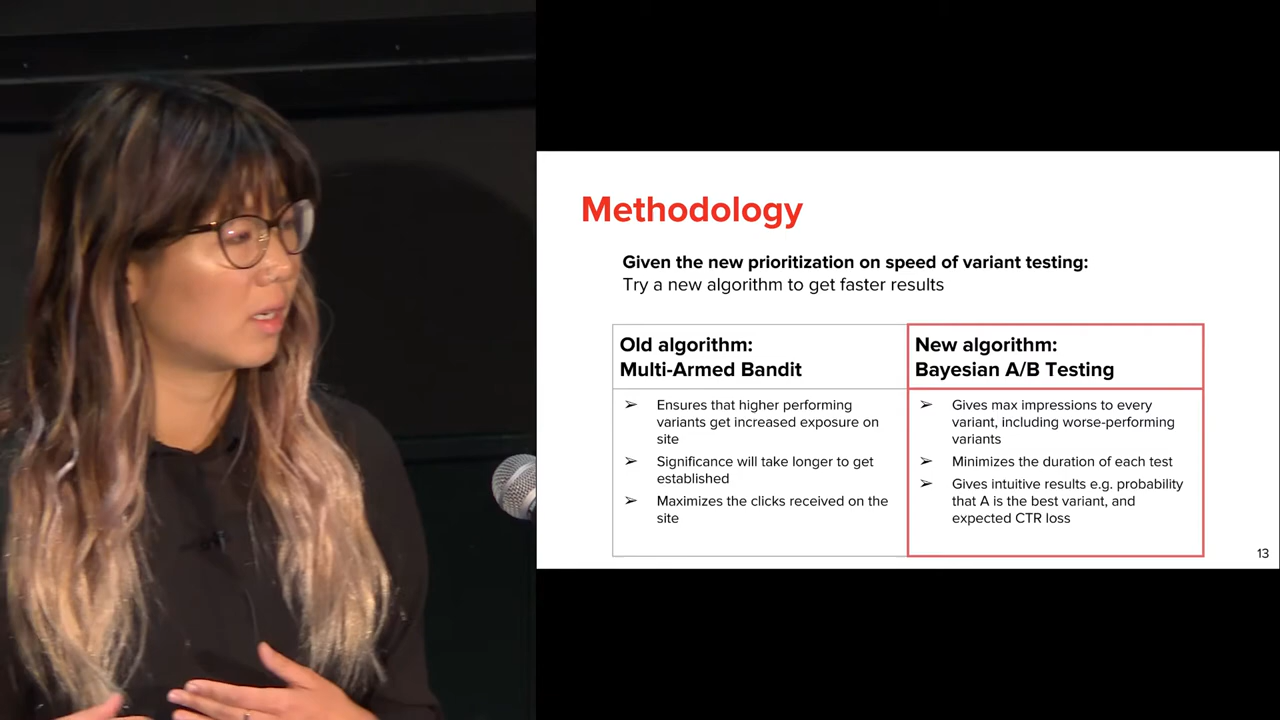 Methodology
Given the new prioritization on speed of variant testing:
Try a new algorithm to get faster results
Old algorithm:
Multi-Armed Bandit
➢ Ensures that higher performing
variants get increased exposure on
site
➢ Significance will take longer to get
established
➢ Maximizes the clicks received on the
site
New algorithm:
Bayesian A/B Testing
➢ Gives max impressions to every
variant, including worse-performing
variants
➢ Minimizes the duration of each test
➢ Gives intuitive results e.g. probability
that A is the best variant, and
expected CTR loss
13